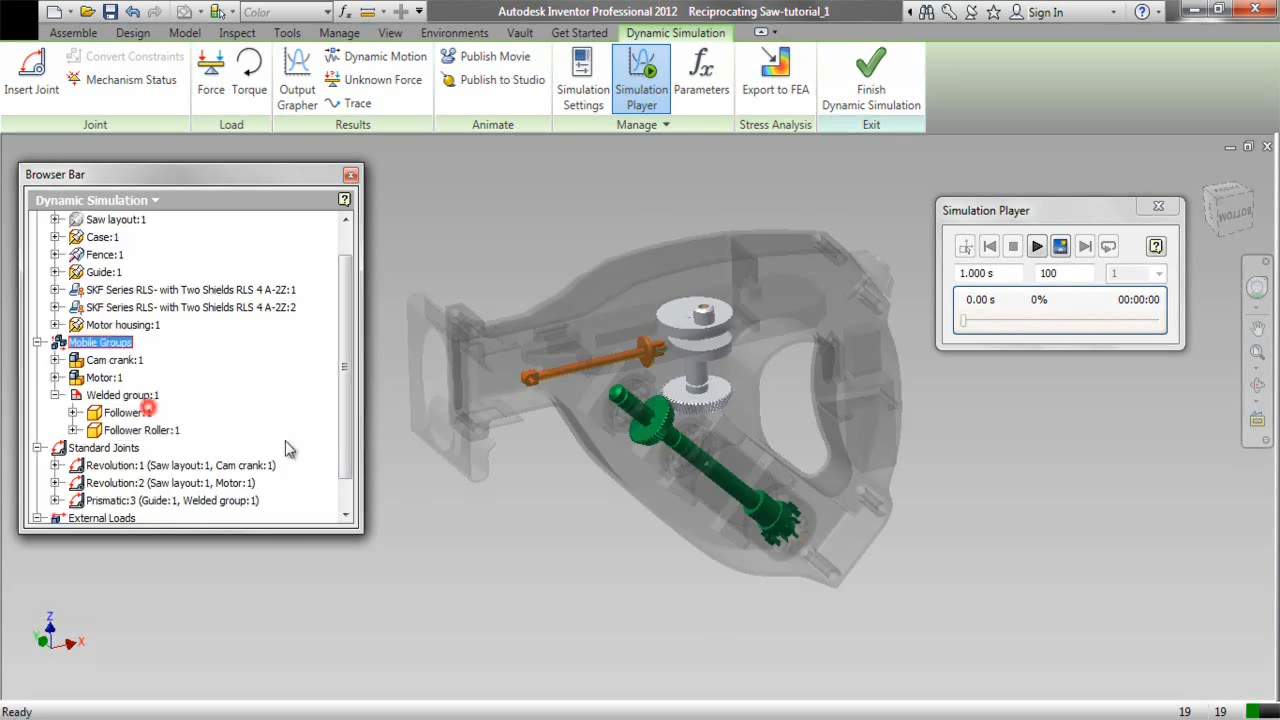 Color
Autodesk Inventor Professional 2012 Reciprocating Saw-tutorial_1
Sign In
Assemble Design Model Inspect Tools Manage View Environments Vault Get Started Dynamic Simulation
Insert Joint
Convert Constraints
Mechanism Status
Joint
Force Torque
Load
Output Grapher
Dynamic Motion
Unknown Force
Trace
Results
Publish Movie
Publish to Studio
Animate
Simulation Settings
Simulation Player
Parameters
Manage
Export to FEA
Stress Analysis
Finish Dynamic Simulation
Exit
Browser Bar
Dynamic Simulation
Saw layout:1
Case:1
Fence:1
Guide:1
SKF Series RLS- with Two Shields RLS 4 A-2Z:1
SKF Series RLS- with Two Shields RLS 4 A-2Z:2
Motor housing:1
Mobile Groups
Cam crank:1
Motor:1
Welded group:1
Follower:1
Follower Roller:1
Standard Joints
Revolution:1 (Saw layout:1, Cam crank:1)
Revolution:2 (Saw layout:1, Motor:1)
Prismatic:3 (Guide:1, Welded group:1)
External Loads
Simulation Player
1.000 s 100 1
0.00 s 0% 00:00:00
BOTTOM
Z
Y
X
Ready
19 19